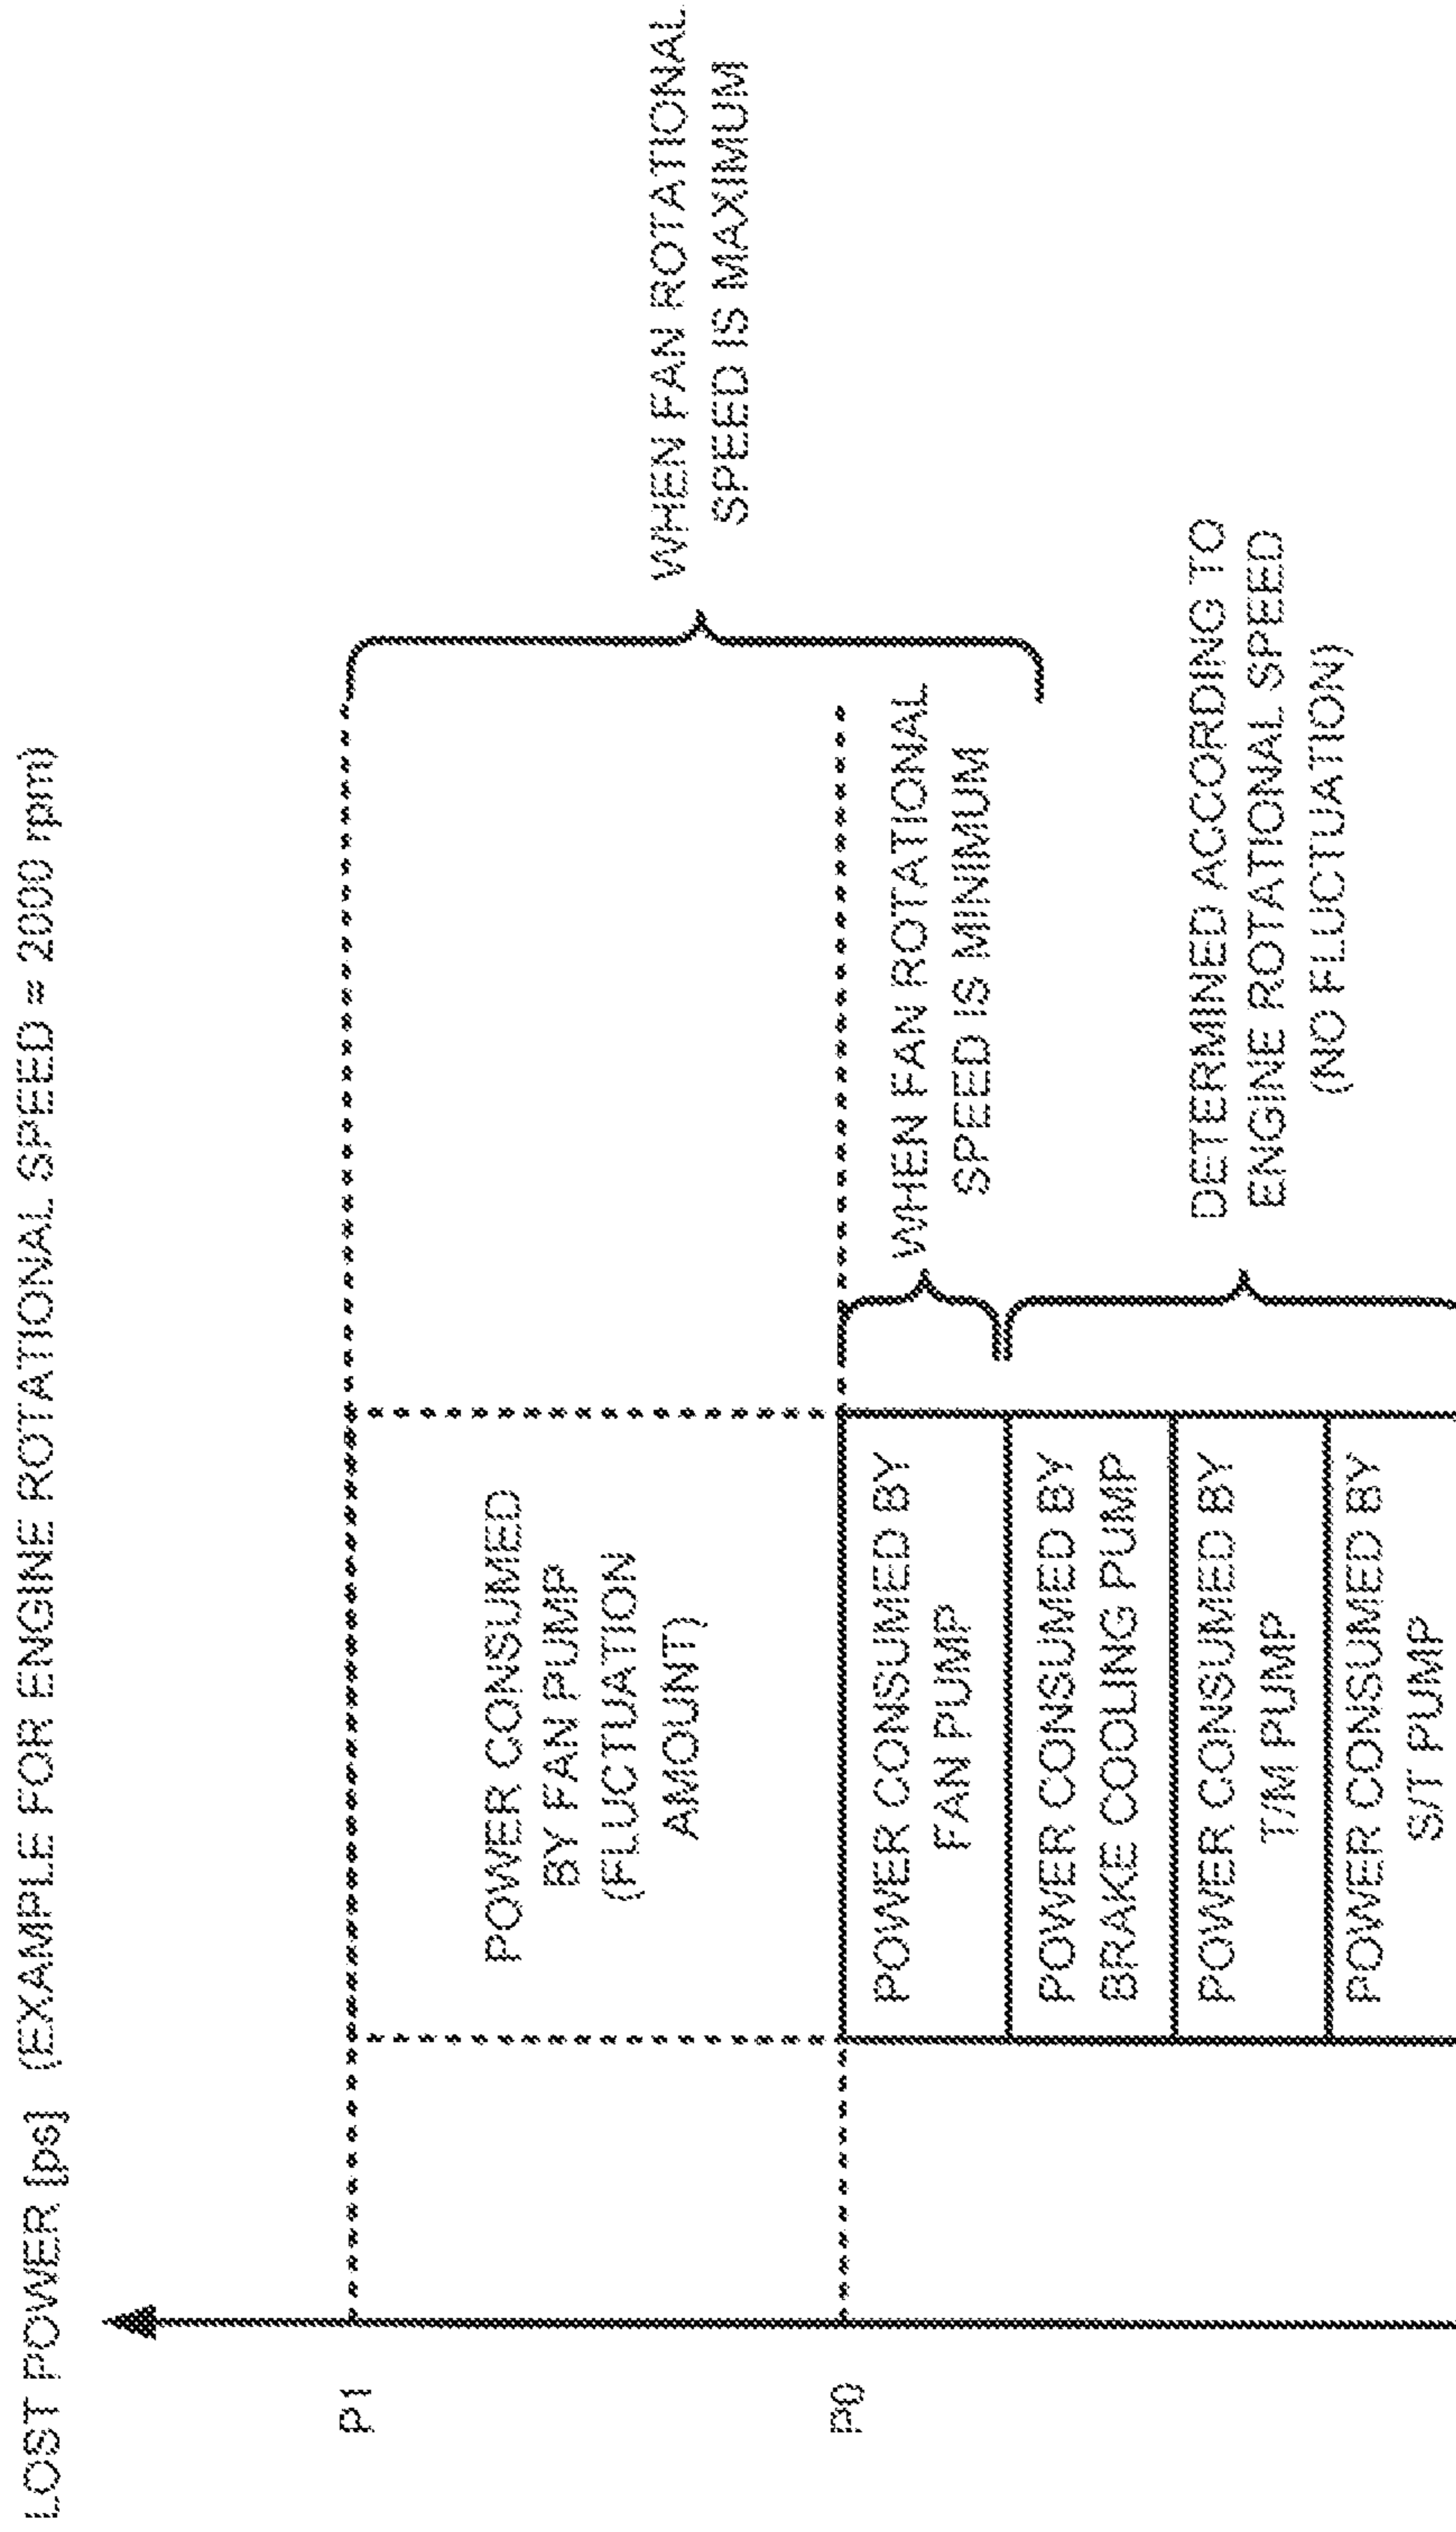 LOST POWER [ps] (EXAMPLE FOR ENGINE ROTATIONAL SPEED = 2000 rpm)
P1
POWER CONSUMED
BY FAN PUMP
(FLUCTUATION
AMOUNT)
WHEN FAN ROTATIONAL
SPEED IS MAXIMUM
P0
POWER CONSUMED BY
FAN PUMP
WHEN FAN ROTATIONAL
SPEED IS MINIMUM
POWER CONSUMED BY
BRAKE COOLING PUMP
POWER CONSUMED BY
T/M PUMP
POWER CONSUMED BY
S/T PUMP
DETERMINED ACCORDING TO
ENGINE ROTATIONAL SPEED
(NO FLUCTUATION)